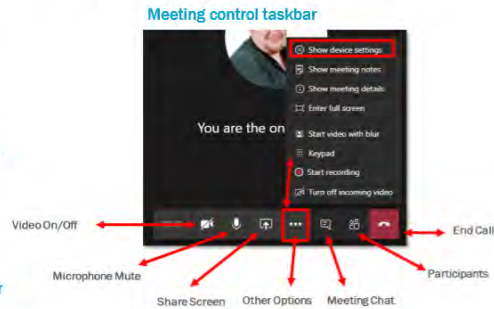 Meeting control taskbar
Show device settings
Show meeting notes
Show meeting details
Enter full screen
You are the on
Start video with blur
Keypad
Start recording
Turn off incoming video
Video On/Off
End Call
Microphone Mute
Participants
Share Screen
Other Options
Meeting Chat